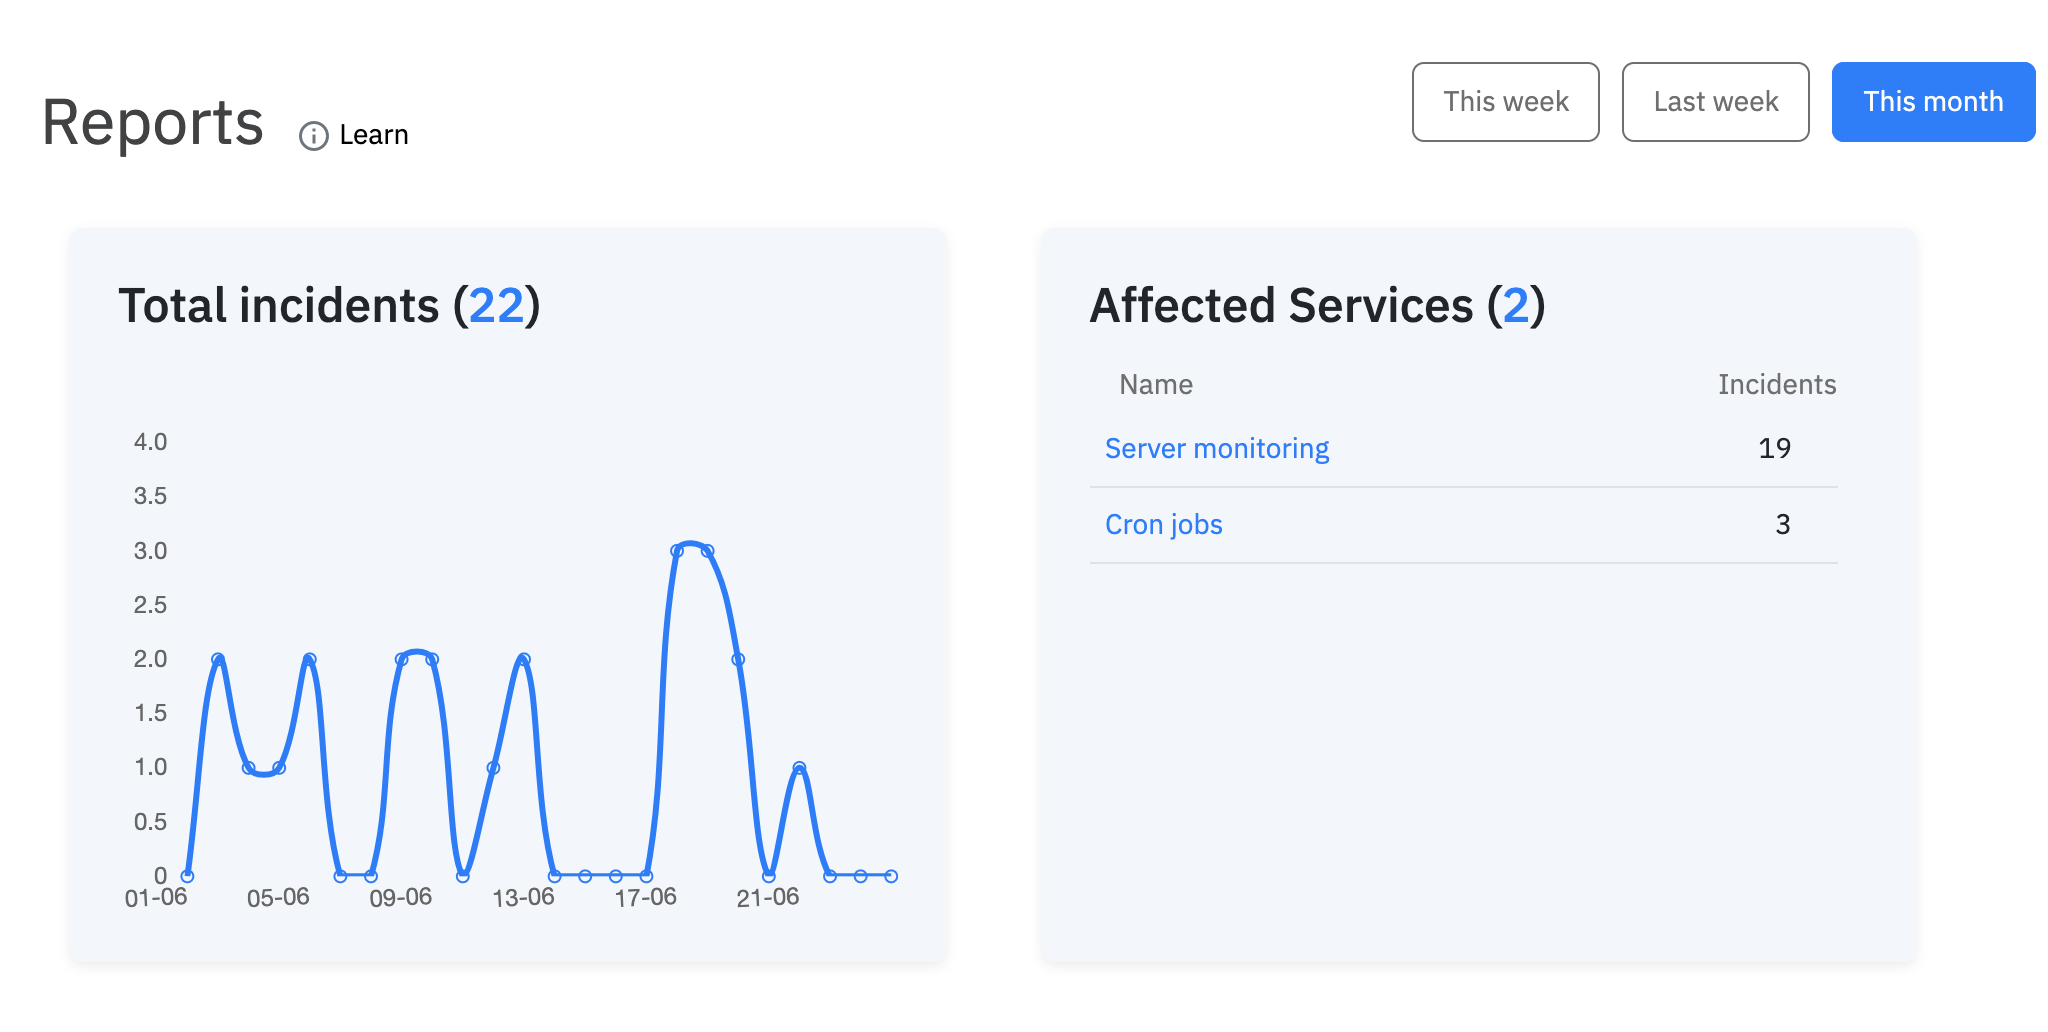 Reports
Learn
This week
Last week
This month
Total incidents (22)
4.0
3.5
3.0
2.5
2.0
1.5
1.0
0.5
0
01-06 05-06 09-06 13-06 17-06 21-06
Affected Services (2)
Name Incidents
Server monitoring 19
Cron jobs 3